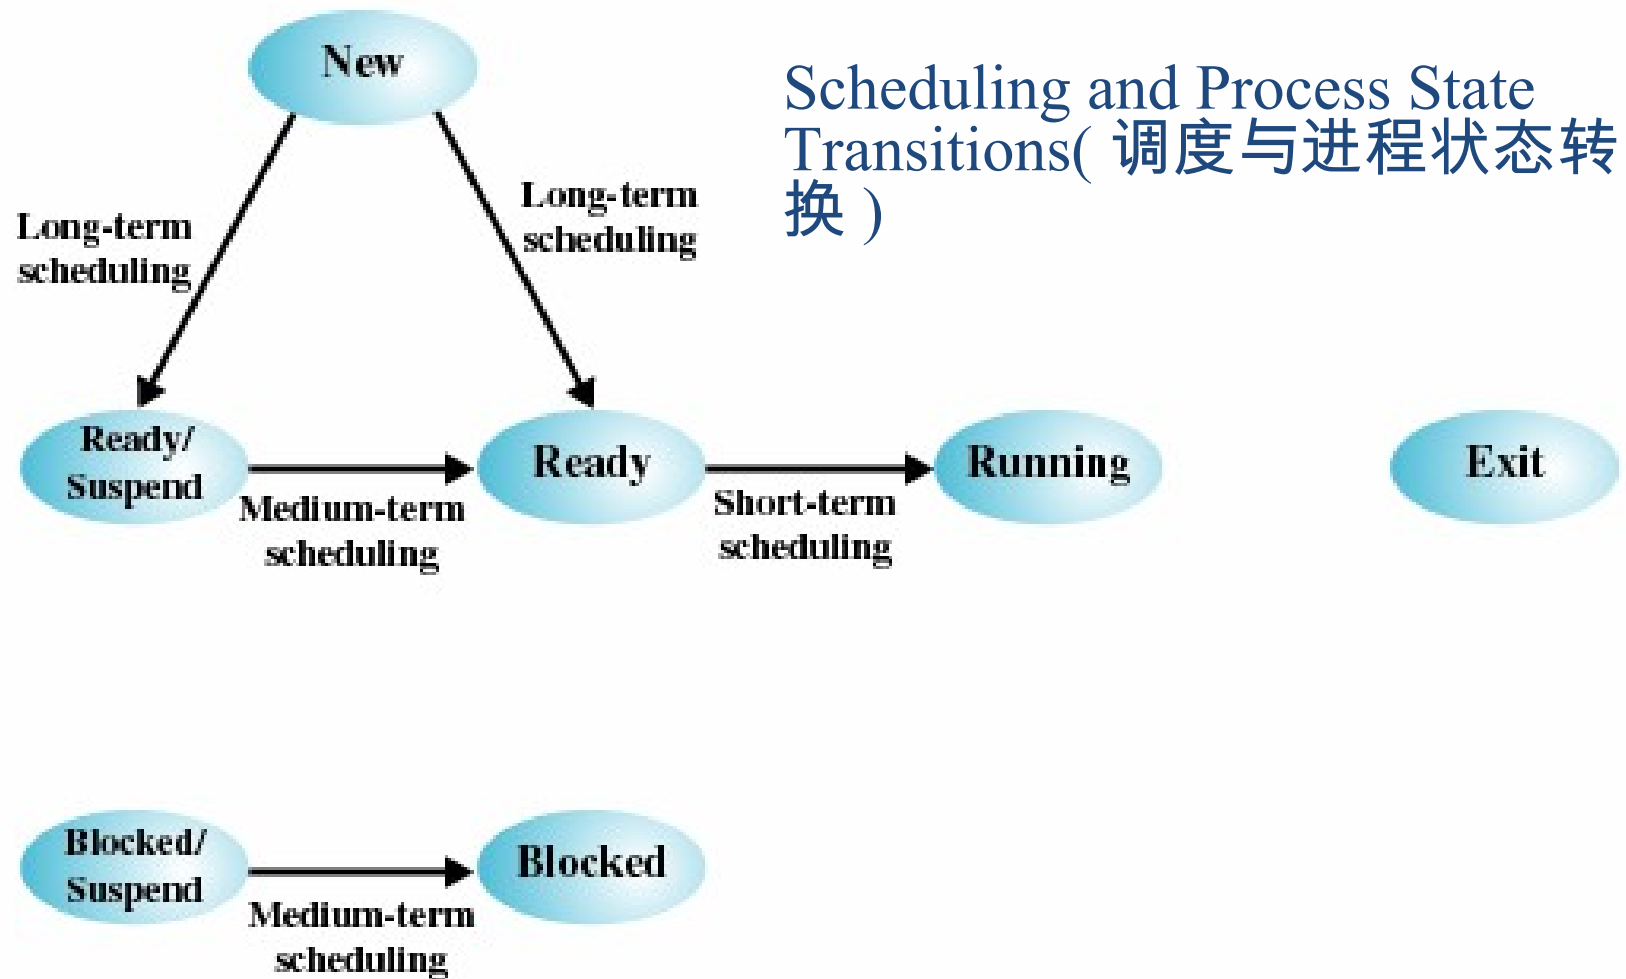 New
Scheduling and Process State
Transitions( 调度与进程状态转
换 )
Long-term
scheduling
Long-term
scheduling
Ready/
Suspend
Medium-term
scheduling
Ready
Short-term
scheduling
Running
Exit
Blocked/
Suspend
Medium-term
scheduling
Blocked